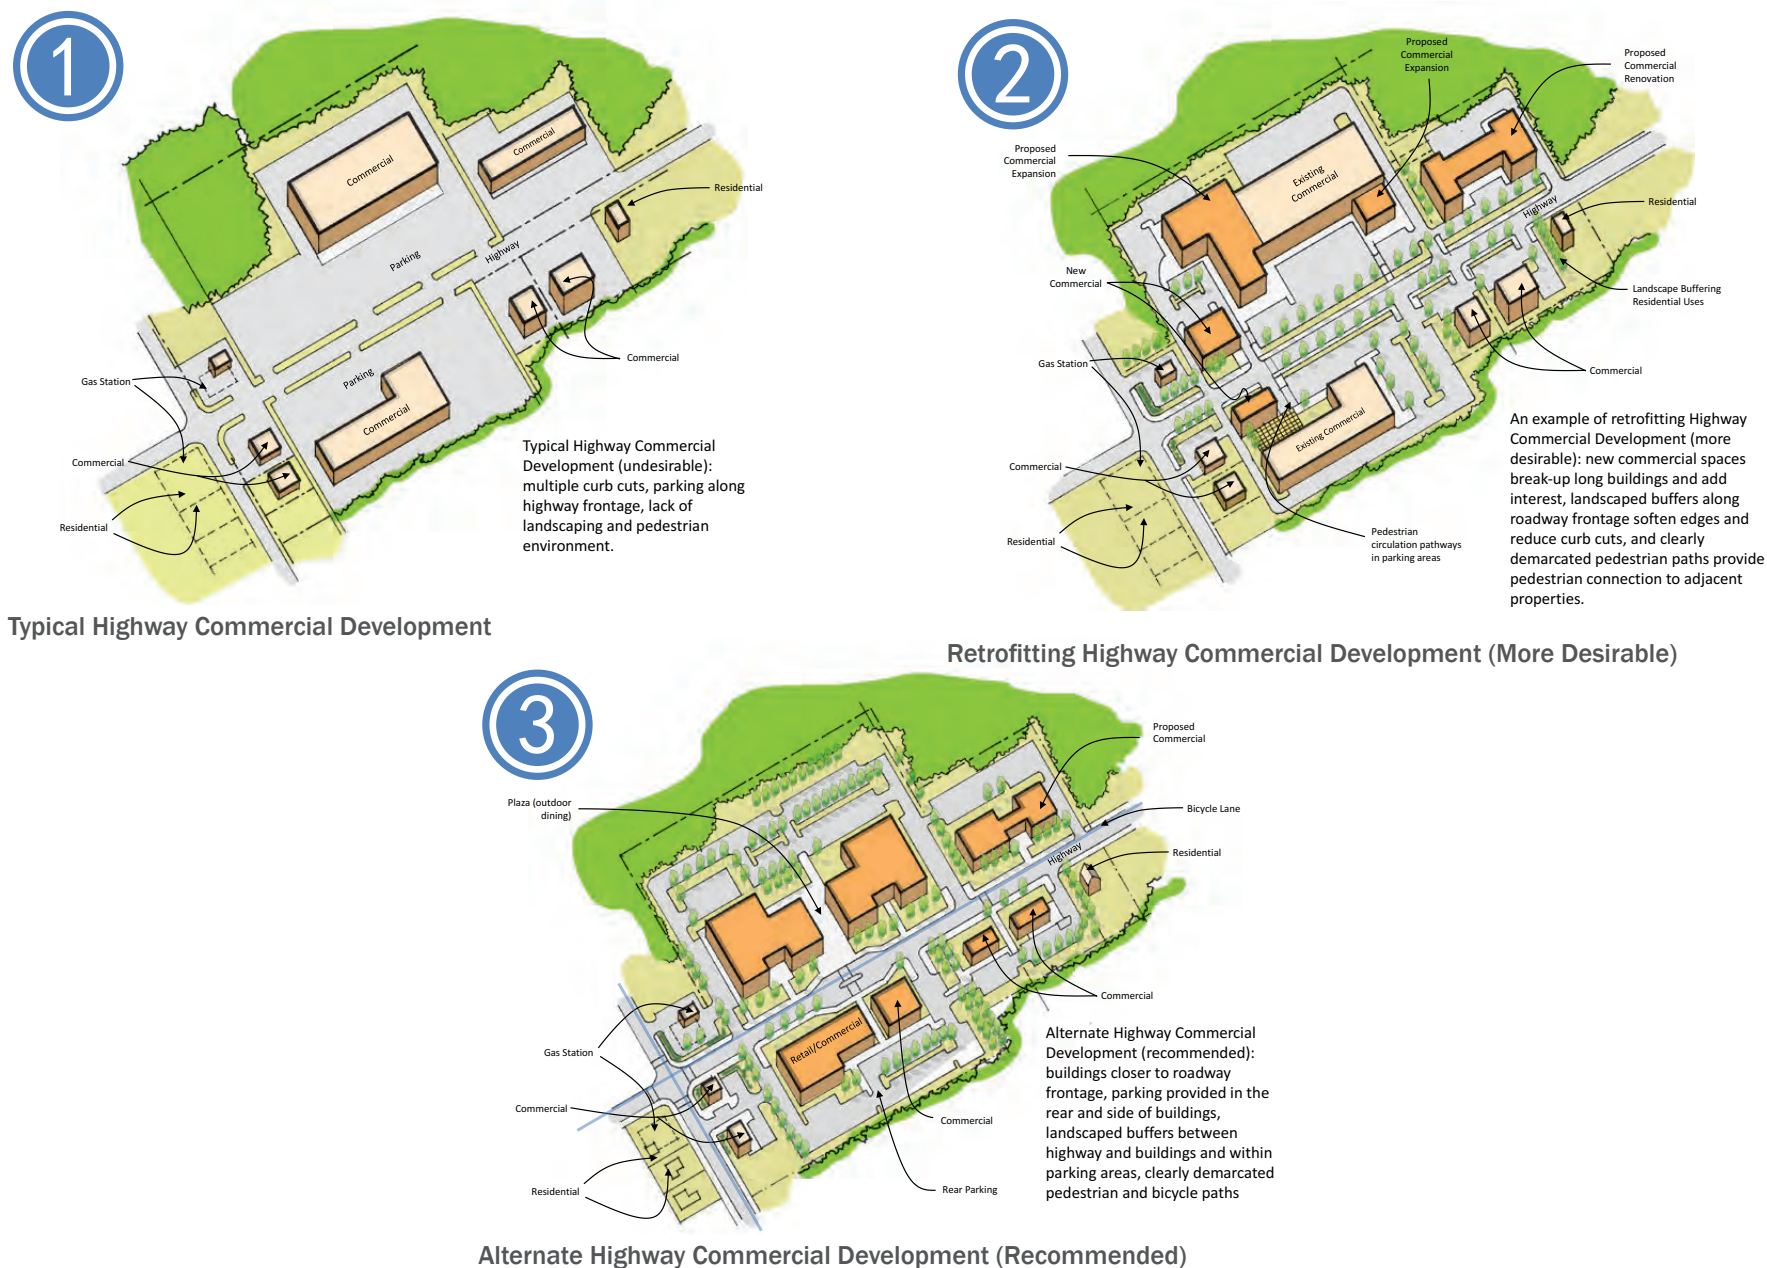 1
Commercial
Commercial
Residential
Parking
Highway
Commercial
Gas Station
Parking
Commercial
Commercial
Residential
Typical Highway Commercial
Development (undesirable):
multiple curb cuts, parking along
highway frontage, lack of
landscaping and pedestrian
environment.
Typical Highway Commercial Development
2
Proposed
Commercial
Expansion
Proposed
Commercial
Renovation
Proposed
Commercial
Expansion
Existing
Commercial
Highway
Residential
New
Commercial
Landscape Buffering
Residential Uses
Gas Station
Commercial
Existing Commercial
Commercial
Residential
Pedestrian
circulation pathways
in parking areas
An example of retrofitting Highway
Commercial Development (more
desirable): new commercial spaces
break-up long buildings and add
interest, landscaped buffers along
roadway frontage soften edges and
reduce curb cuts, and clearly
demarcated pedestrian paths provide
pedestrian connection to adjacent
properties.
Retrofitting Highway Commercial Development (More Desirable)
3
Proposed
Commercial
Plaza (outdoor
dining)
Bicycle Lane
Highway
Residential
Commercial
Retail/Commercial
Gas Station
Commercial
Commercial
Residential
Rear Parking
Alternate Highway Commercial
Development (recommended):
buildings closer to roadway
frontage, parking provided in the
rear and side of buildings,
landscaped buffers between
highway and buildings and within
parking areas, clearly demarcated
pedestrian and bicycle paths
Alternate Highway Commercial Development (Recommended)